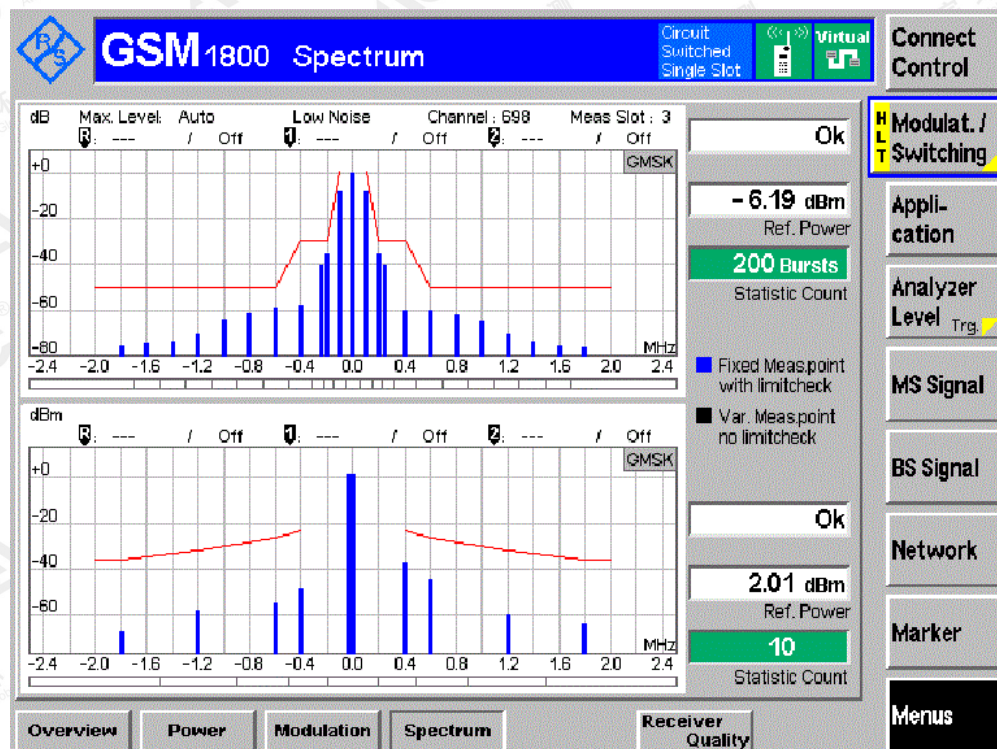 R/S
GSM 1800 Spectrum
Circuit Switched Single Slot
Virtual
Connect Control
dB Max. Level: Auto Low Noise Channel : 698 Meas Slot : 3
R : --- / Off 1 : --- / Off 2 : --- / Off
GMSK
+0
-20
-40
-60
-80
MHz
-2.4 -2.0 -1.6 -1.2 -0.8 -0.4 0.0 0.4 0.8 1.2 1.6 2.0 2.4
Ok
-6.19 dBm
Ref. Power
200 Bursts
Statistic Count
Fixed Meas.point
with limitcheck
Var. Meas.point
no limitcheck
dBm
R : --- / Off 1 : --- / Off 2 : --- / Off
GMSK
+0
-20
-40
-60
MHz
-2.4 -2.0 -1.6 -1.2 -0.8 -0.4 0.0 0.4 0.8 1.2 1.6 2.0 2.4
Ok
2.01 dBm
Ref. Power
10
Statistic Count
HLT
Modulat. /
Switching
Appli-
cation
Analyzer
Level Trg.
MS Signal
BS Signal
Network
Marker
Menus
Overview Power Modulation Spectrum Receiver Quality